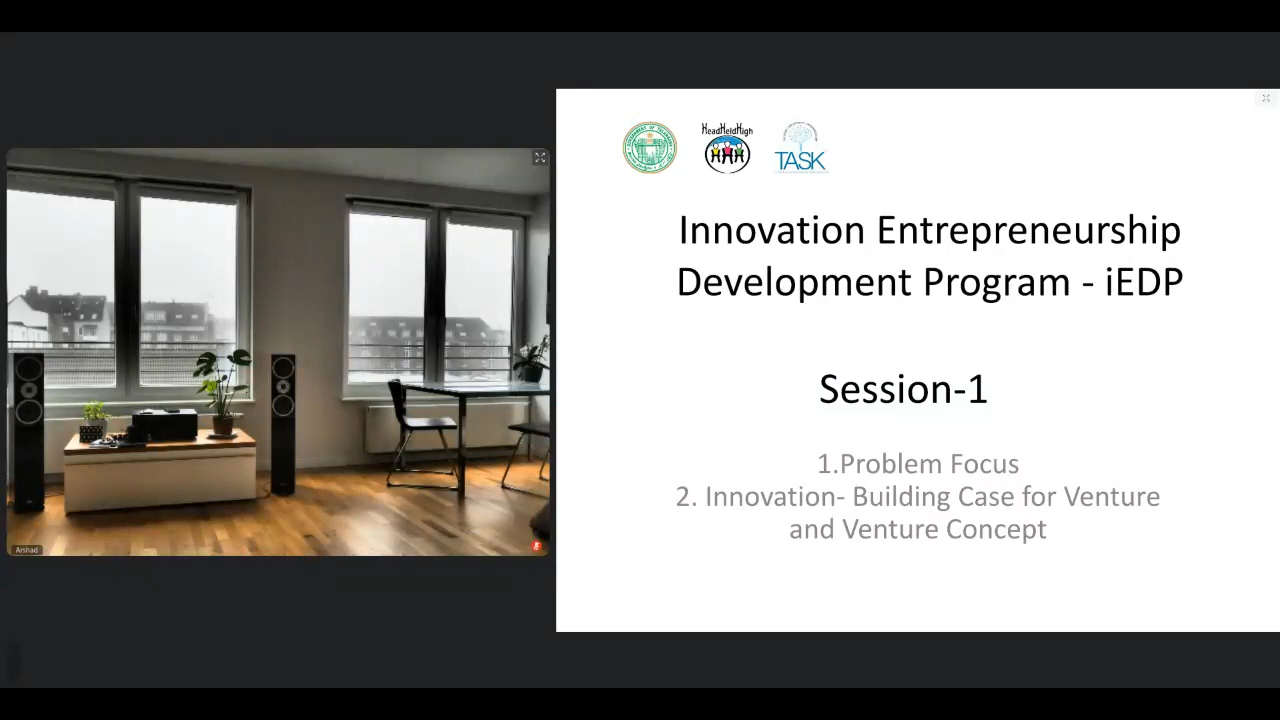 HeadHeldHigh
TASK
Innovation Entrepreneurship
Development Program - iEDP
Session-1
1.Problem Focus
2. Innovation- Building Case for Venture
and Venture Concept
Arshad